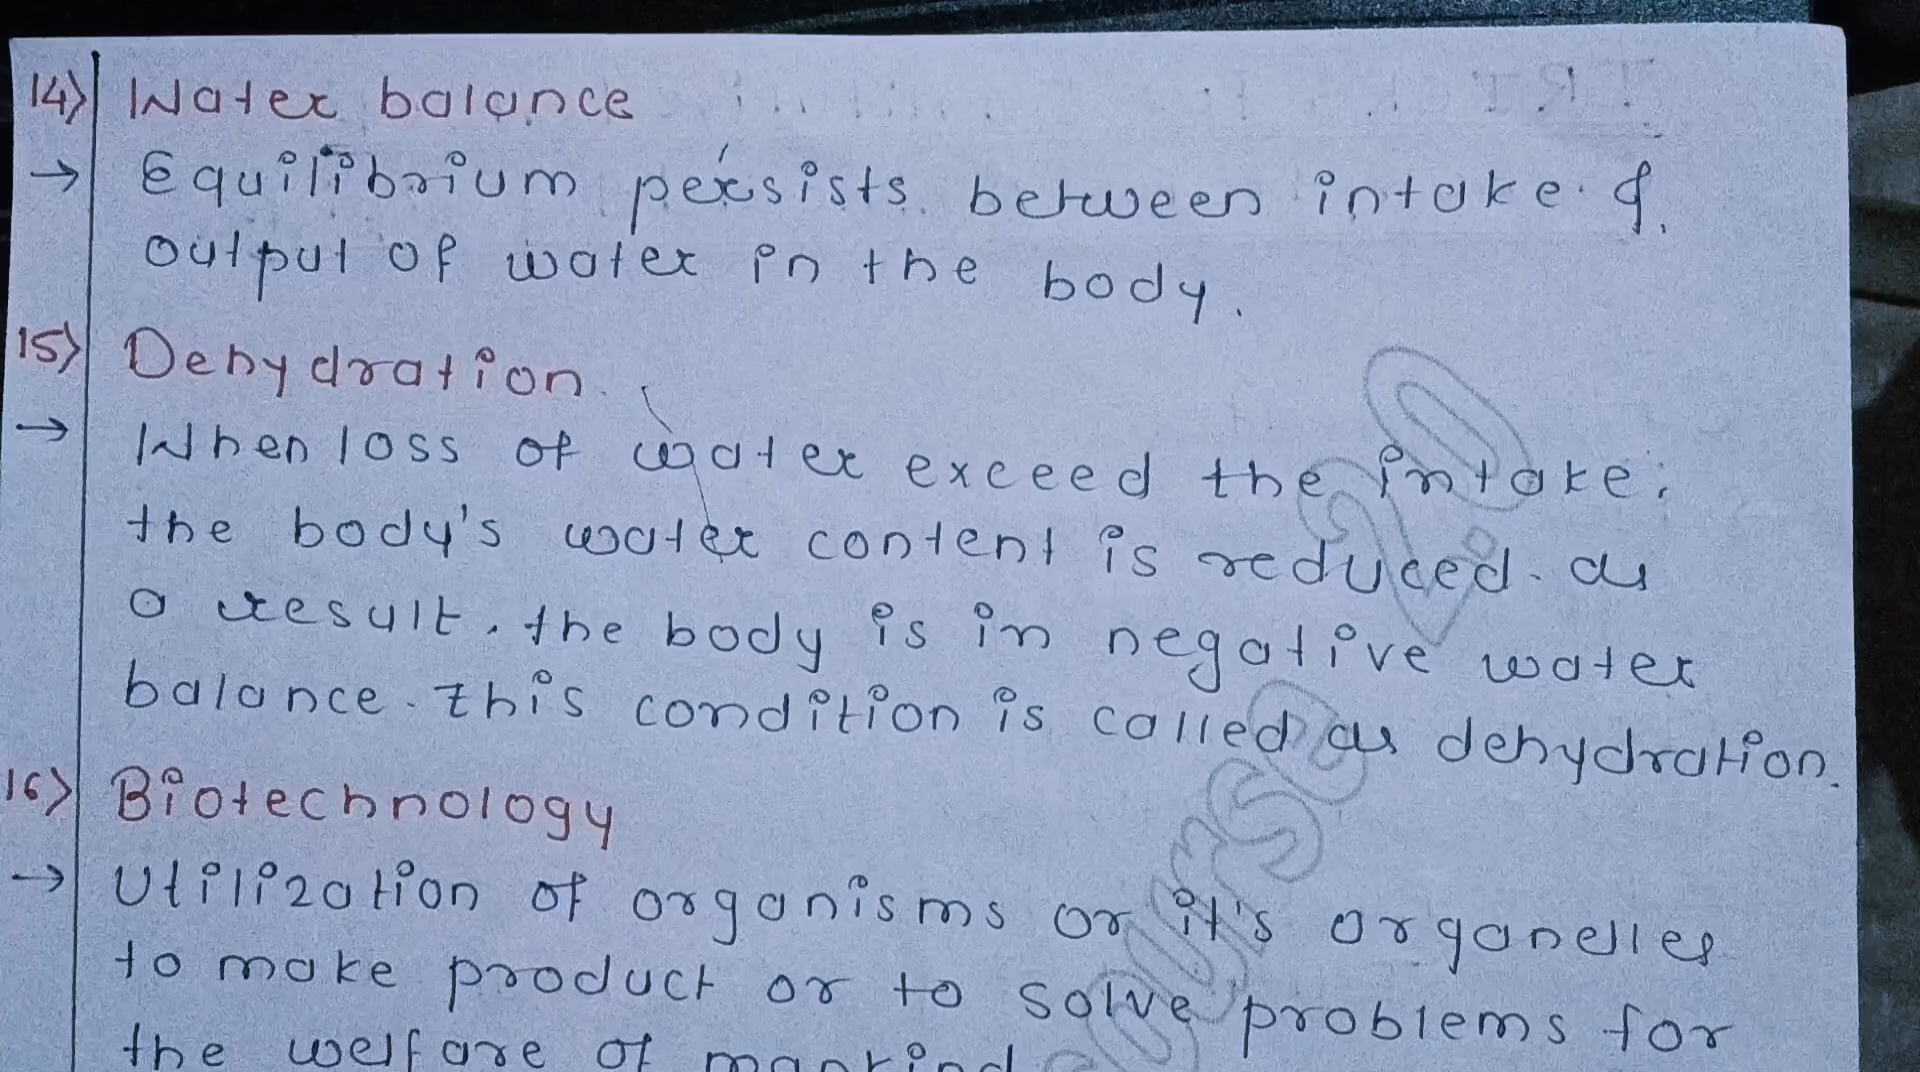 14) Water balance
→ Equilibrium persists between intake &
output of water in the body.
15) Dehydration
→ When loss of water exceed the intake,
the body's water content is reduced. as
a result, the body is in negative water
balance. this condition is called as dehydration.
16) Biotechnology
→ Utilization of organisms or it's organelles
to make product or to solve problems for
the welfare of mankind